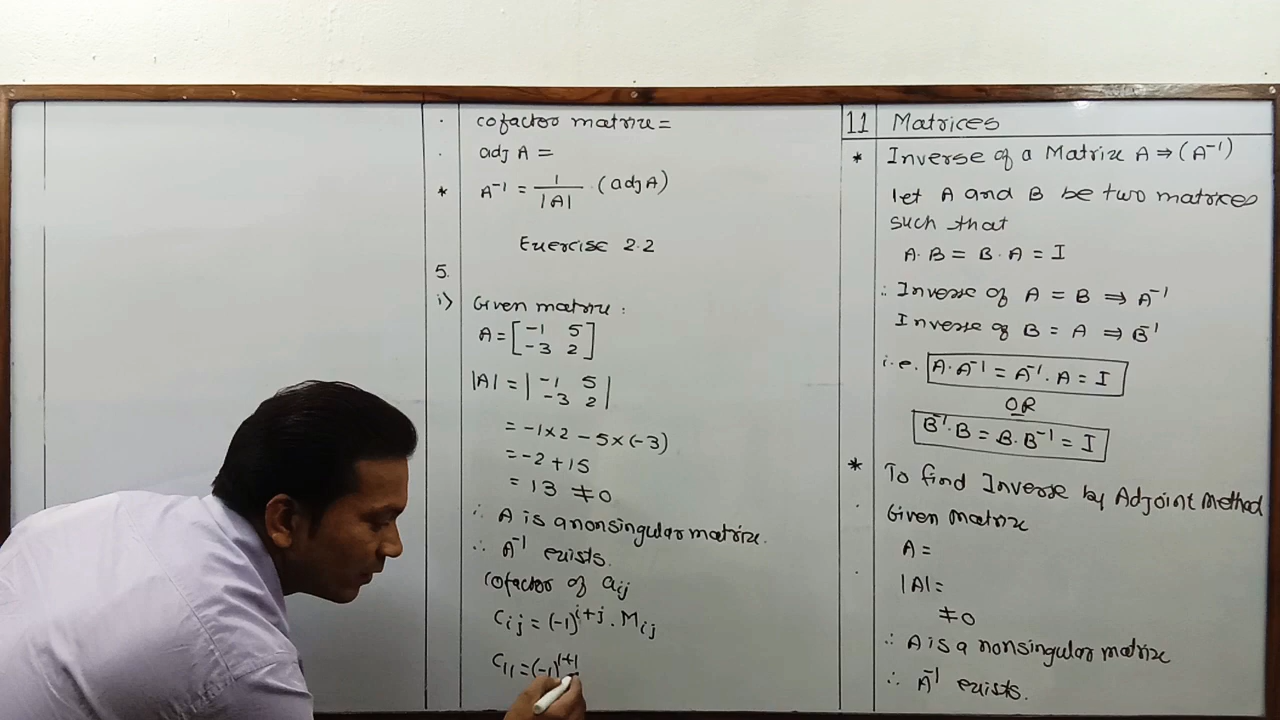 11 Matrices
* Inverse of a Matrix A ⇒ (A⁻¹)
let A and B be two matrices
such that
A · B = B · A = I
∴ Inverse of A = B ⇒ A⁻¹
Inverse of B = A ⇒ B⁻¹
i.e. A · A⁻¹ = A⁻¹ · A = I
OR
B⁻¹ · B = B · B⁻¹ = I
* To find Inverse by Adjoint Method
· Given Matrix
A =
· |A| =
≠ 0
∴ A is a nonsingular matrix
∴ A⁻¹ exists.
· cofactor matrix =
· adj A =
* A⁻¹ = 1/|A| · (adj A)
Exercise 2.2
5.
i) Given matrix :
A = [ -1 5
-3 2 ]
|A| = | -1 5
-3 2 |
= -1 × 2 - 5 × (-3)
= -2 + 15
= 13 ≠ 0
∴ A is a nonsingular matrix.
∴ A⁻¹ exists.
Cofactor of aᵢⱼ
Cᵢⱼ = (-1)ⁱ⁺ʲ · Mᵢⱼ
C₁₁ = (-1)¹⁺¹